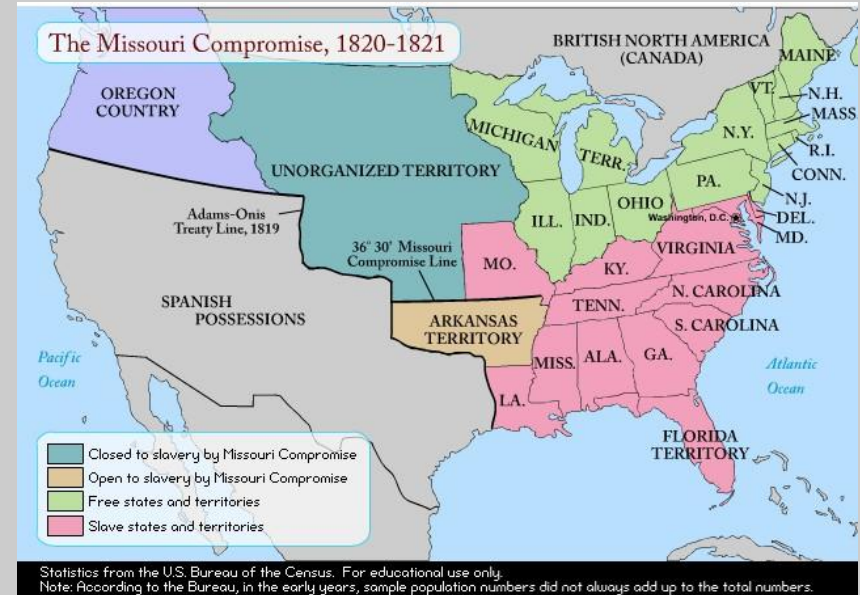 The Missouri Compromise, 1820-1821
BRITISH NORTH AMERICA
(CANADA)
MAINE
OREGON
COUNTRY
VT.
N.H.
MASS
N.Y.
MICHIGAN
TERR.
R.I.
CONN.
UNORGANIZED TERRITORY
PA.
N.J.
OHIO
ILL.
IND.
Washington, D.C.
DEL.
MD.
Adams-Onis
Treaty Line, 1819
36° 30' Missouri
Compromise Line
MO.
VIRGINIA
KY.
SPANISH
POSSESSIONS
N. CAROLINA
TENN.
ARKANSAS
TERRITORY
S. CAROLINA
MISS.
ALA.
GA.
Pacific
Ocean
Atlantic
Ocean
LA.
FLORIDA
TERRITORY
Closed to slavery by Missouri Compromise
Open to slavery by Missouri Compromise
Free states and territories
Slave states and territories
Statistics from the U.S. Bureau of the Census. For educational use only.
Note: According to the Bureau, in the early years, sample population numbers did not always add up to the total numbers.